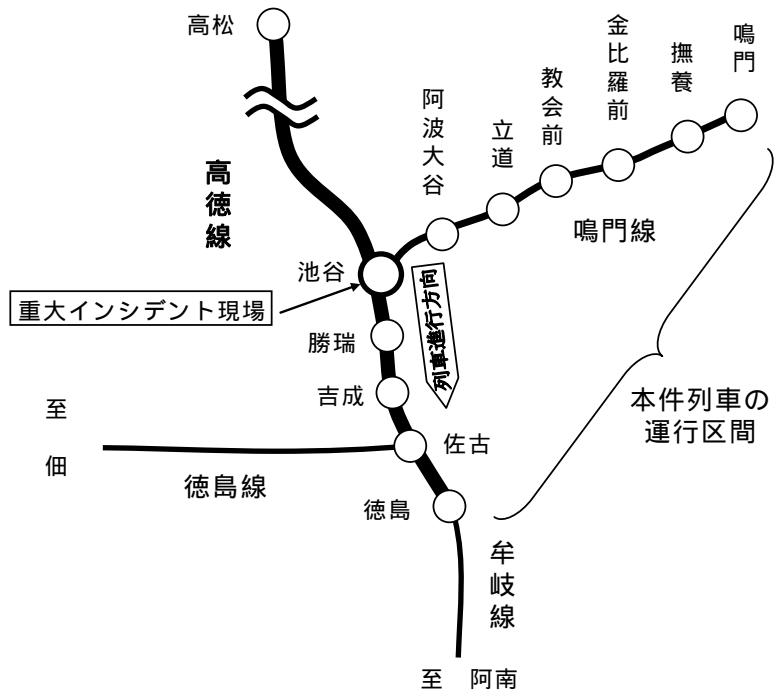 高松
鳴門
撫養
金比羅前
教会前
立道
阿波大谷
高徳線
鳴門線
池谷
列車進行方向
重大インシデント現場
勝瑞
吉成
本件列車の
運行区間
至 佃
佐古
徳島線
徳島
牟岐線
至 阿南